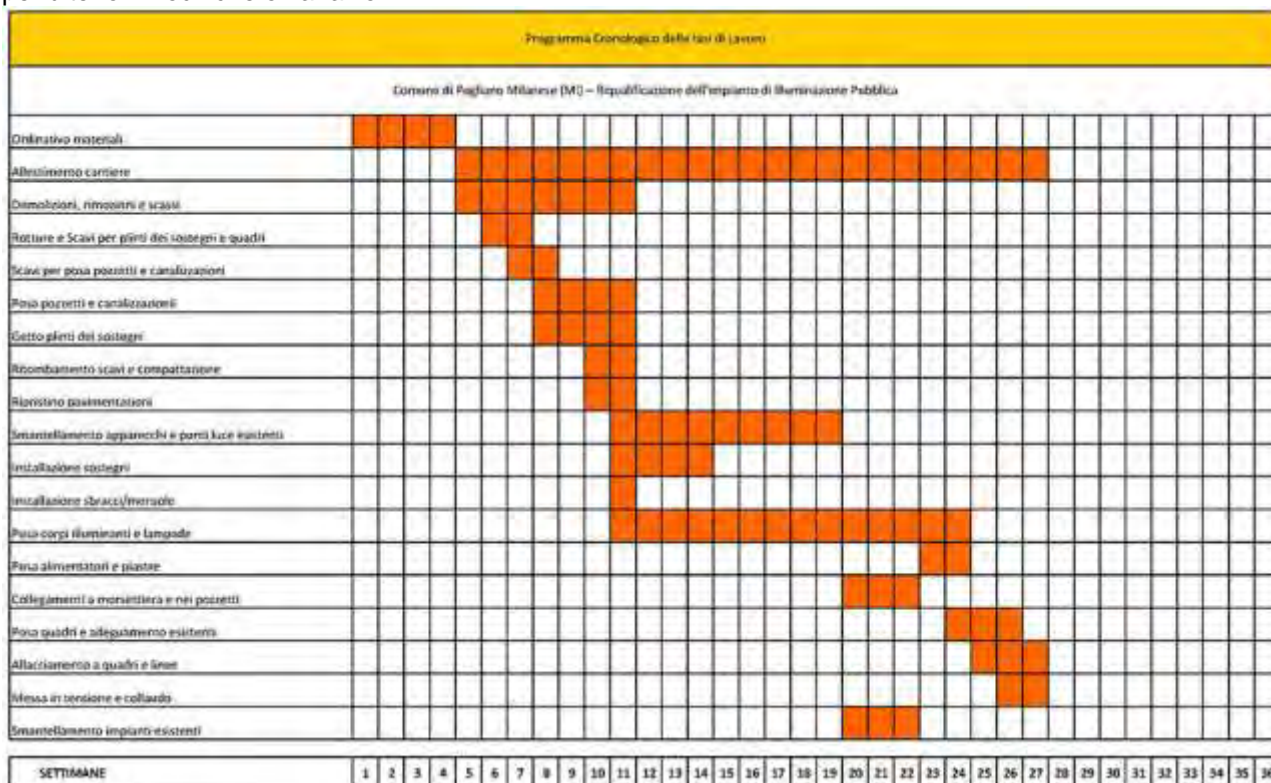 Programma Cronologico delle fasi di Lavoro
Comune di Pogliano Milanese (MI) – Riqualificazione dell'impianto di Illuminazione Pubblica
Ordinativo materiali
Allestimento cantiere
Demolizioni, rimozioni e scassi
Rotture e Scavi per plinti dei sostegni e quadri
Scavi per posa pozzetti e canalizzazioni
Posa pozzetti e canalizzazioni
Getto plinti dei sostegni
Ritombamento scavi e compattazione
Ripristino pavimentazioni
Smantellamento apparecchi e punti luce esistenti
Installazione sostegni
Installazione sbracci/mensole
Posa corpi illuminanti e lampade
Posa alimentatori e piastre
Collegamenti a morsettiera e nei pozzetti
Posa quadri e adeguamento esistenti
Allacciamento a quadri e linee
Messa in tensione e collaudo
Smantellamento impianti esistenti
SETTIMANE 1 2 3 4 5 6 7 8 9 10 11 12 13 14 15 16 17 18 19 20 21 22 23 24 25 26 27 28 29 30 31 32 33 34 35 36